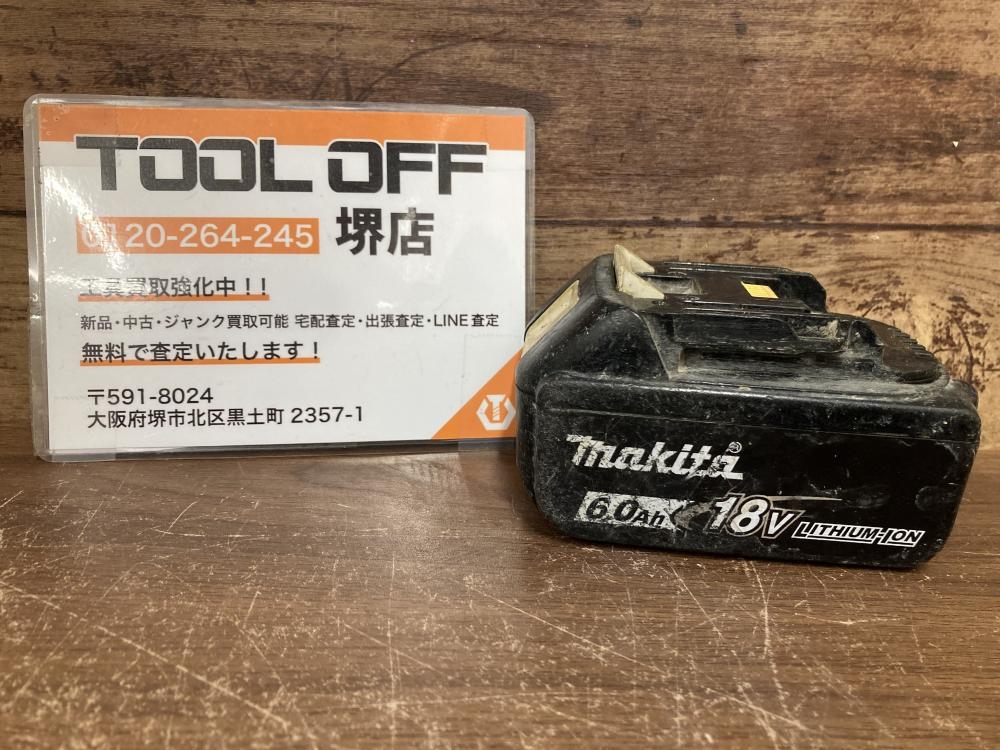 TOOL OFF
0120-264-245 堺店
工具買取強化中!!
新品・中古・ジャンク買取可能 宅配査定・出張査定・LINE査定
無料で査定いたします!
〒591-8024
大阪府堺市北区黒土町 2357-1
makita
6.0Ah 18V LITHIUM-ION